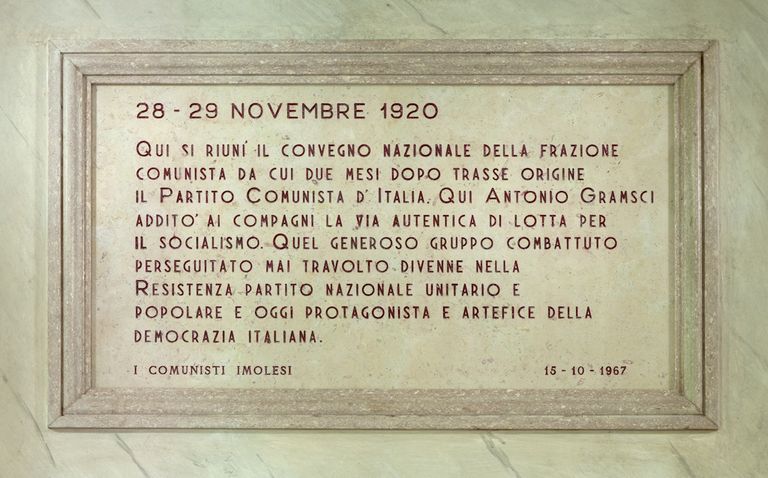 28 - 29 NOVEMBRE 1920
QUI SI RIUNÍ IL CONVEGNO NAZIONALE DELLA FRAZIONE
COMUNISTA DA CUI DUE MESI DOPO TRASSE ORIGINE
IL PARTITO COMUNISTA D'ITALIA. QUI ANTONIO GRAMSCI
ADDITO' AI COMPAGNI LA VIA AUTENTICA DI LOTTA PER
IL SOCIALISMO. QUEL GENEROSO GRUPPO COMBATTUTO
PERSEGUITATO MAI TRAVOLTO DIVENNE NELLA
RESISTENZA PARTITO NAZIONALE UNITARIO E
POPOLARE E OGGI PROTAGONISTA E ARTEFICE DELLA
DEMOCRAZIA ITALIANA.
I COMUNISTI IMOLESI 15 - 10 - 1967